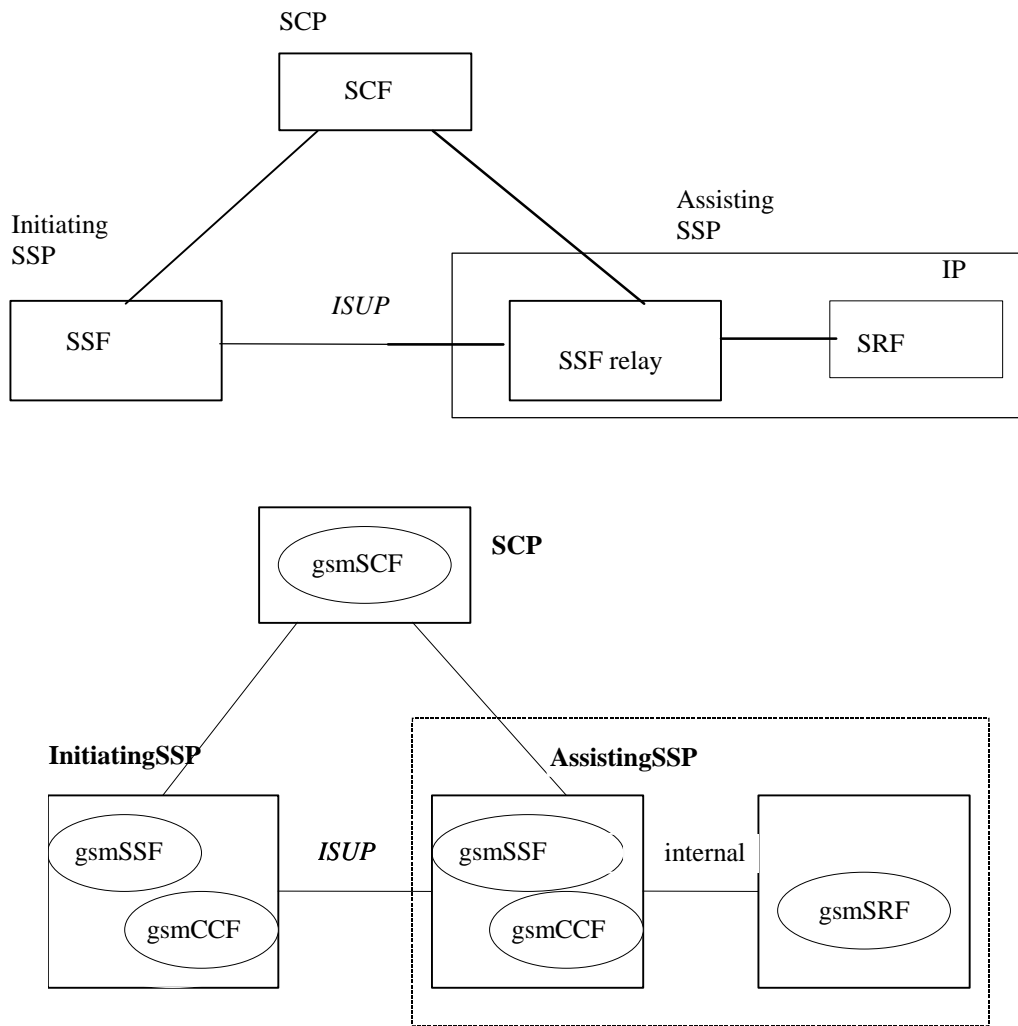 SCP
SCF
Initiating
SSP
Assisting
SSP
IP
ISUP
SSF
SSF relay
SRF
gsmSCF
SCP
InitiatingSSP
AssistingSSP
gsmSSF
ISUP
gsmSSF
internal
gsmCCF
gsmCCF
gsmSRF